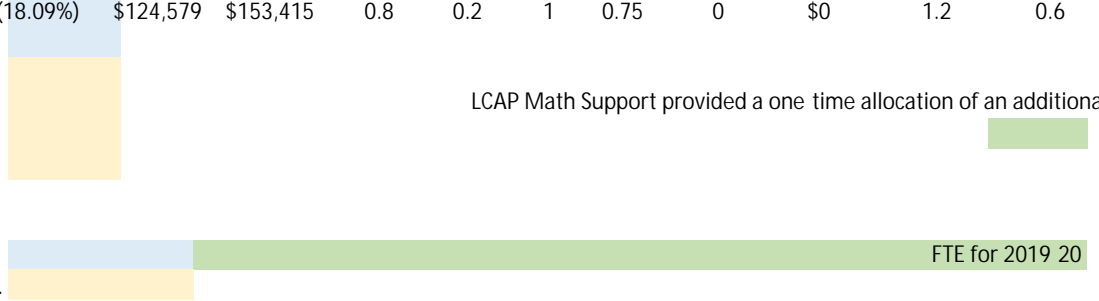 (18.09%) $124,579 $153,415 0.8 0.2 1 0.75 0 $0 1.2 0.6
LCAP Math Support provided a one time allocation of an additiona
FTE for 2019 20
.